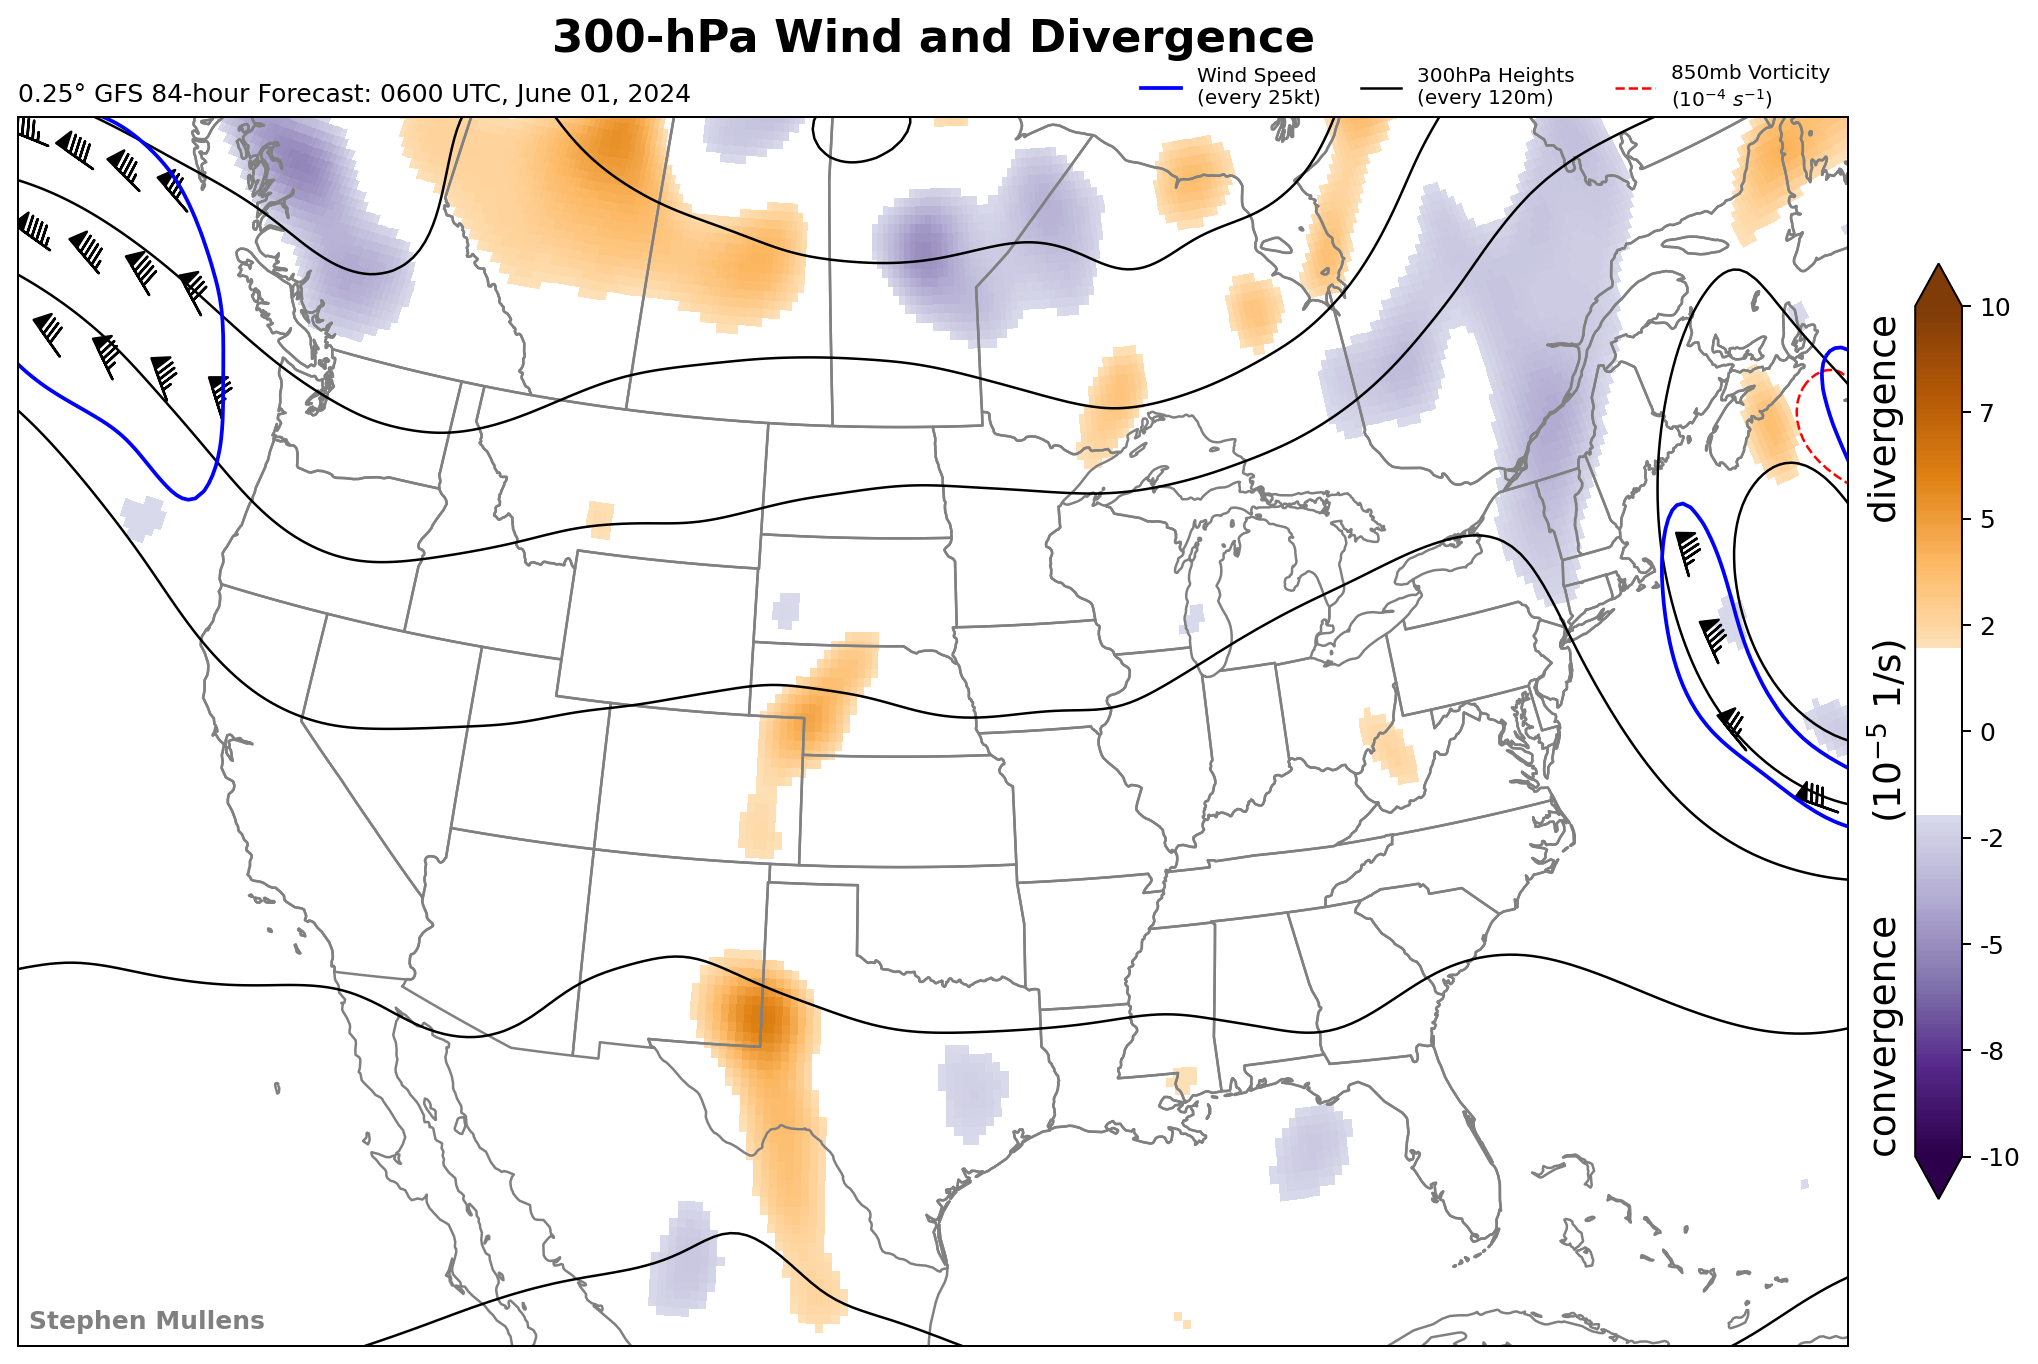 300-hPa Wind and Divergence
0.25° GFS 84-hour Forecast: 0600 UTC, June 01, 2024
Wind Speed
(every 25kt)
300hPa Heights
(every 120m)
850mb Vorticity
(10⁻⁴ s⁻¹)
10
7
5
2
0
-2
-5
-8
-10
divergence
(10⁻⁵ 1/s)
convergence
Stephen Mullens